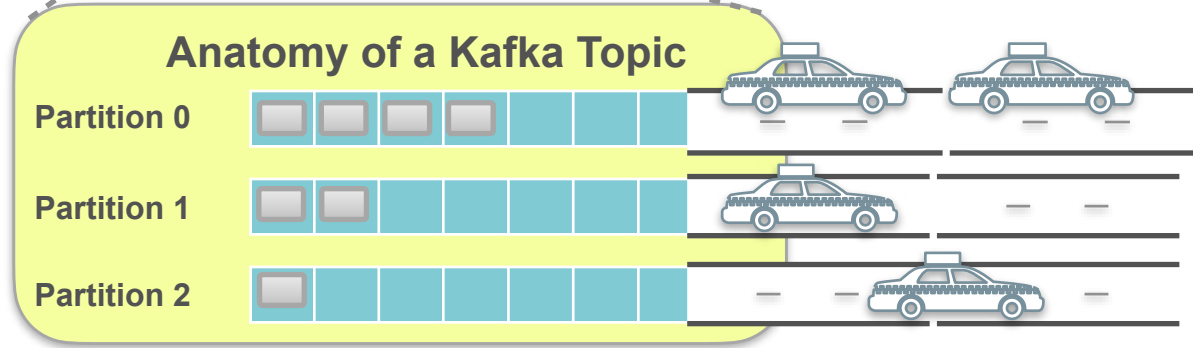 Anatomy of a Kafka Topic
Partition 0
Partition 1
Partition 2